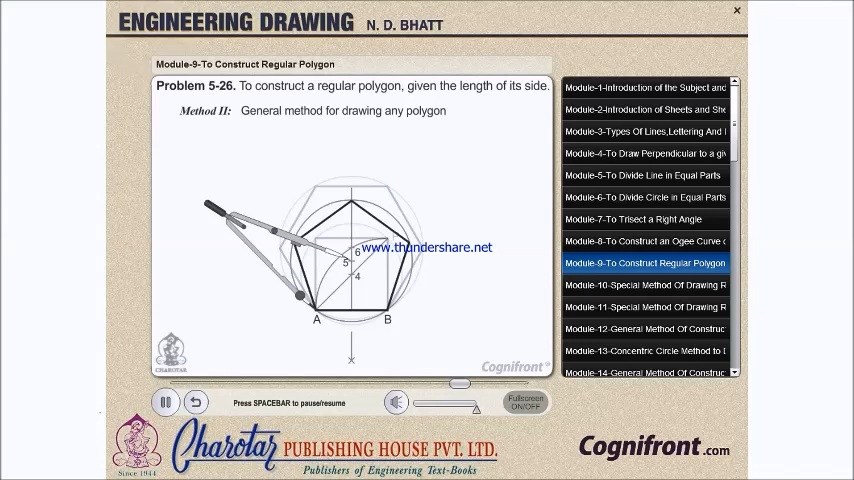 ×
ENGINEERING DRAWING N. D. BHATT
Module-9-To Construct Regular Polygon
Problem 5-26. To construct a regular polygon, given the length of its side.
Method II: General method for drawing any polygon
www.thundershare.net
6
5
4
A B
CHAROTAR
Cognifront
Press SPACEBAR to pause/resume
Fullscreen
ON/OFF
Module-1-Introduction of the Subject and
Module-2-Introduction of Sheets and She
Module-3-Types Of Lines,Lettering And
Module-4-To Draw Perpendicular to a giv
Module-5-To Divide Line in Equal Parts
Module-6-To Divide Circle in Equal Parts
Module-7-To Trisect a Right Angle
Module-8-To Construct an Ogee Curve o
Module-9-To Construct Regular Polygon
Module-10-Special Method Of Drawing R
Module-11-Special Method Of Drawing R
Module-12-General Method Of Construc
Module-13-Concentric Circle Method to
Module-14-General Method Of Construc
Since 1944
Charotar PUBLISHING HOUSE PVT. LTD.
Publishers of Engineering Text-Books
Cognifront.com